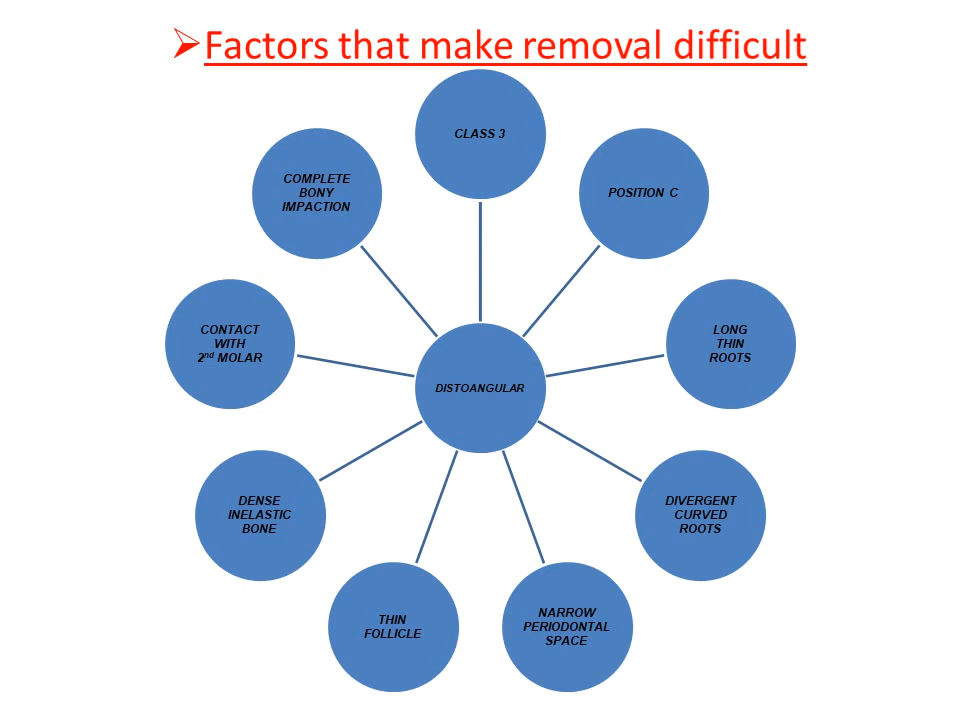 ➢Factors that make removal difficult
CLASS 3
POSITION C
LONG
THIN
ROOTS
DIVERGENT
CURVED
ROOTS
NARROW
PERIODONTAL
SPACE
THIN
FOLLICLE
DENSE
INELASTIC
BONE
CONTACT
WITH
2nd MOLAR
COMPLETE
BONY
IMPACTION
DISTOANGULAR